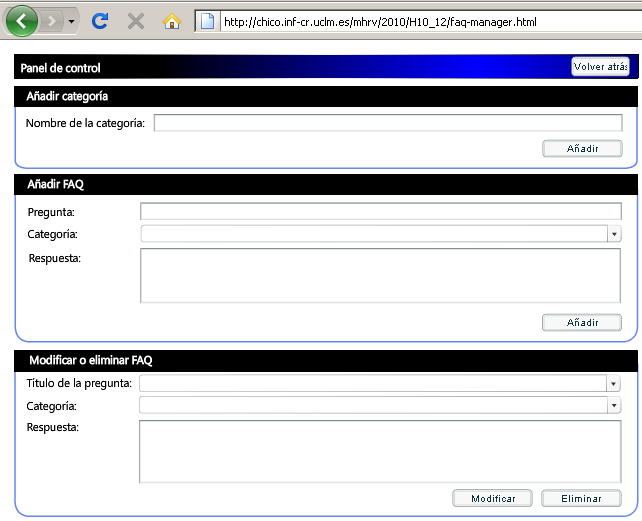 http://chico.inf-cr.uclm.es/mhrv/2010/H10_12/faq-manager.html
Panel de control
Volver atrás
Añadir categoría
Nombre de la categoría:
Añadir
Añadir FAQ
Pregunta:
Categoría:
Respuesta:
Añadir
Modificar o eliminar FAQ
Título de la pregunta:
Categoría:
Respuesta:
Modificar Eliminar